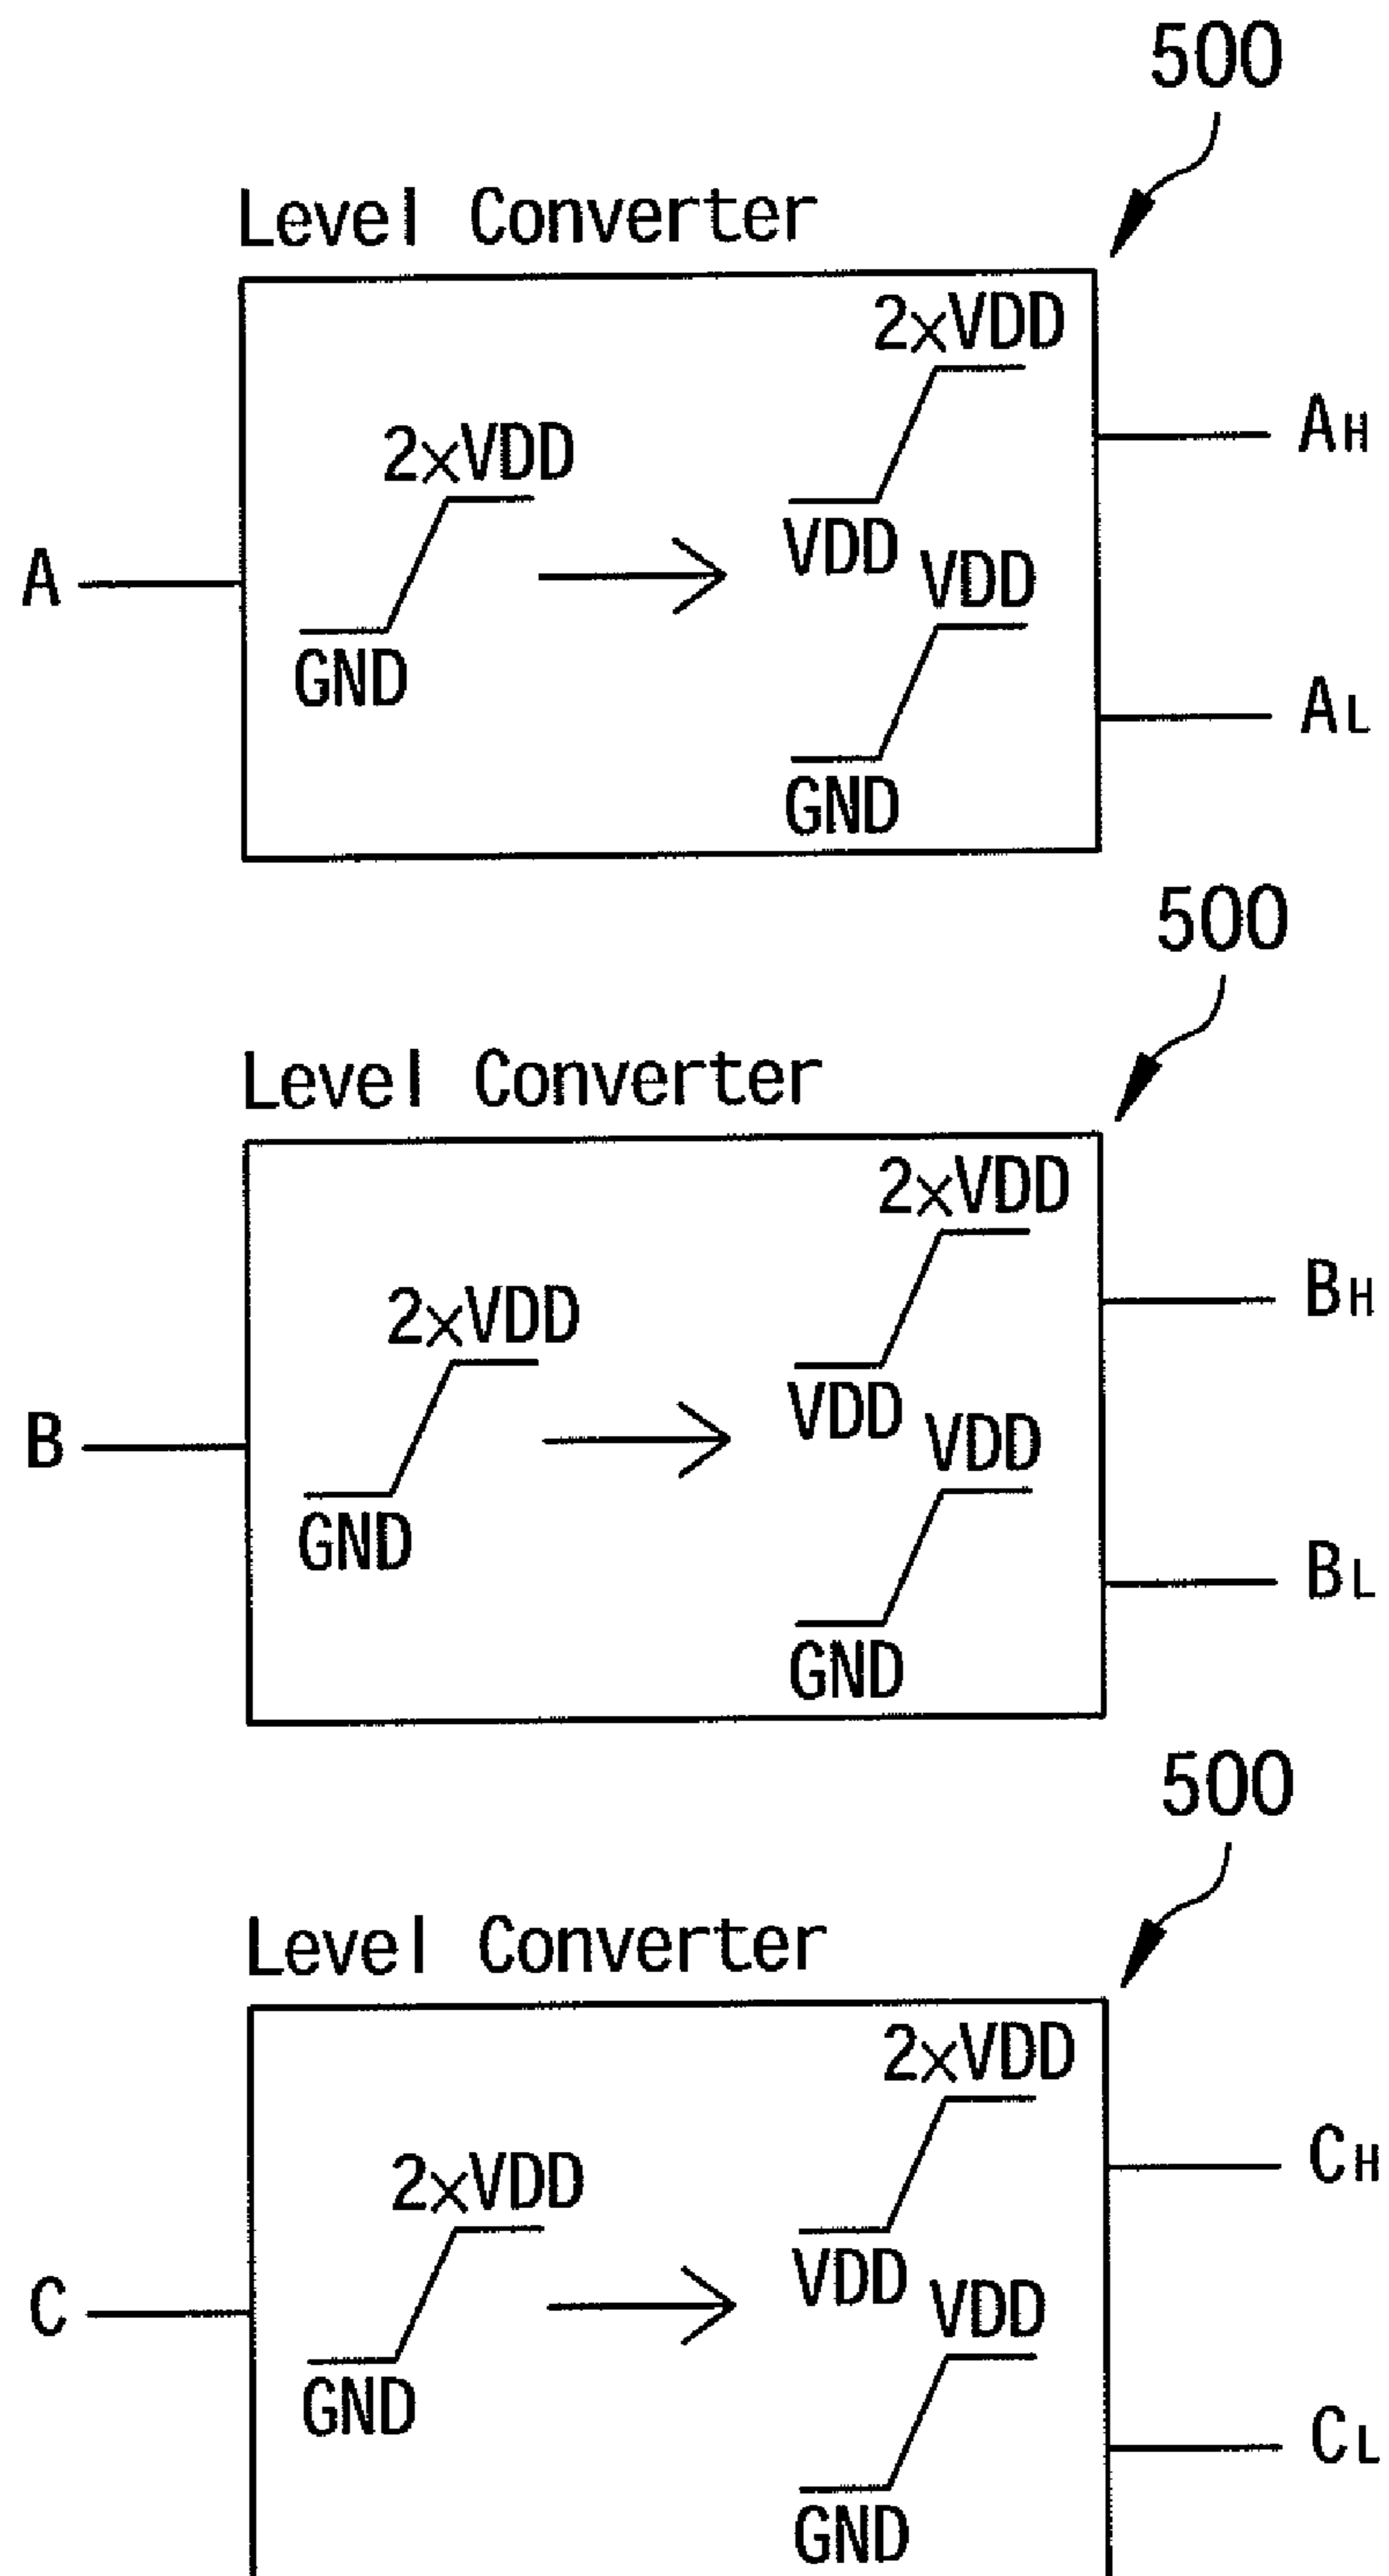 500
Level Converter
2×VDD
AH
2×VDD
VDD
VDD
A
GND
AL
GND
500
Level Converter
2×VDD
BH
2×VDD
VDD
VDD
B
GND
BL
GND
500
Level Converter
2×VDD
CH
2×VDD
VDD
VDD
C
GND
CL
GND